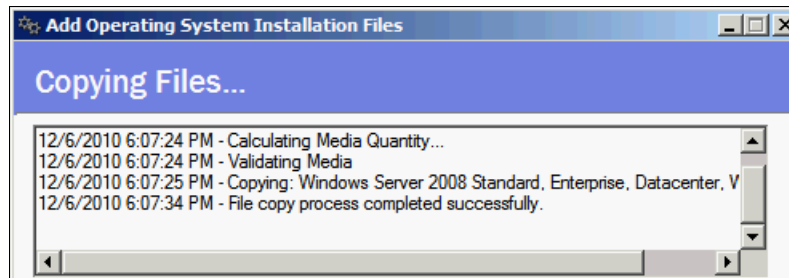 Add Operating System Installation Files
Copying Files...
12/6/2010 6:07:24 PM - Calculating Media Quantity...
12/6/2010 6:07:24 PM - Validating Media
12/6/2010 6:07:25 PM - Copying: Windows Server 2008 Standard, Enterprise, Datacenter,
12/6/2010 6:07:34 PM - File copy process completed successfully.